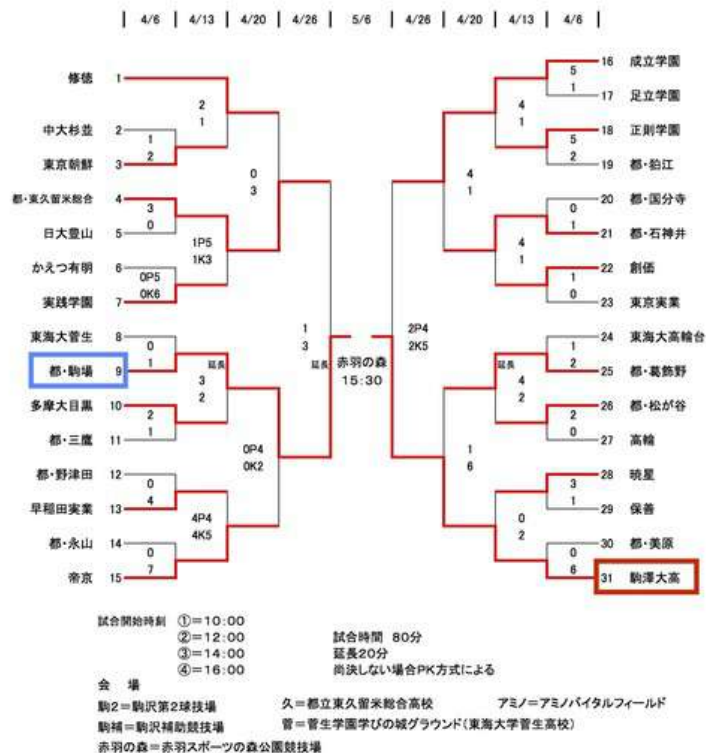 4/6 4/13 4/20 4/26 5/6 4/26 4/20 4/13 4/6
修徳 1
中大杉並 2
東京朝鮮 3
都・東久留米総合 4
日大豊山 5
かえつ有明 6
実践学園 7
東海大菅生 8
都・駒場 9
多摩大目黒 10
都・三鷹 11
都・野津田 12
早稲田実業 13
都・永山 14
帝京 15
1
2
3
0
0P5
0K6
0
1
2
1
0
4
0
7
2
1
1P5
1K3
延長
3
2
4P4
4K5
0
3
0P4
0K2
1
3
延長
赤羽の森
15:30
2P4
2K5
4
1
1
6
4
1
4
1
延長
4
2
0
2
5
1
5
2
0
1
1
0
1
2
2
0
3
1
0
6
16 成立学園
17 足立学園
18 正則学園
19 都・狛江
20 都・国分寺
21 都・石神井
22 創価
23 東京実業
24 東海大高輪台
25 都・葛飾野
26 都・松が谷
27 高輪
28 暁星
29 保善
30 都・美原
31 駒澤大高
試合開始時刻 ①=10:00
②=12:00 試合時間 80分
③=14:00 延長20分
④=16:00 尚決しない場合PK方式による
会 場
駒2=駒沢第2球技場 久=都立東久留米総合高校 アミノ=アミノバイタルフィールド
駒補=駒沢補助競技場 菅=菅生学園学びの城グラウンド(東海大学菅生高校)
赤羽の森=赤羽スポーツの森公園競技場